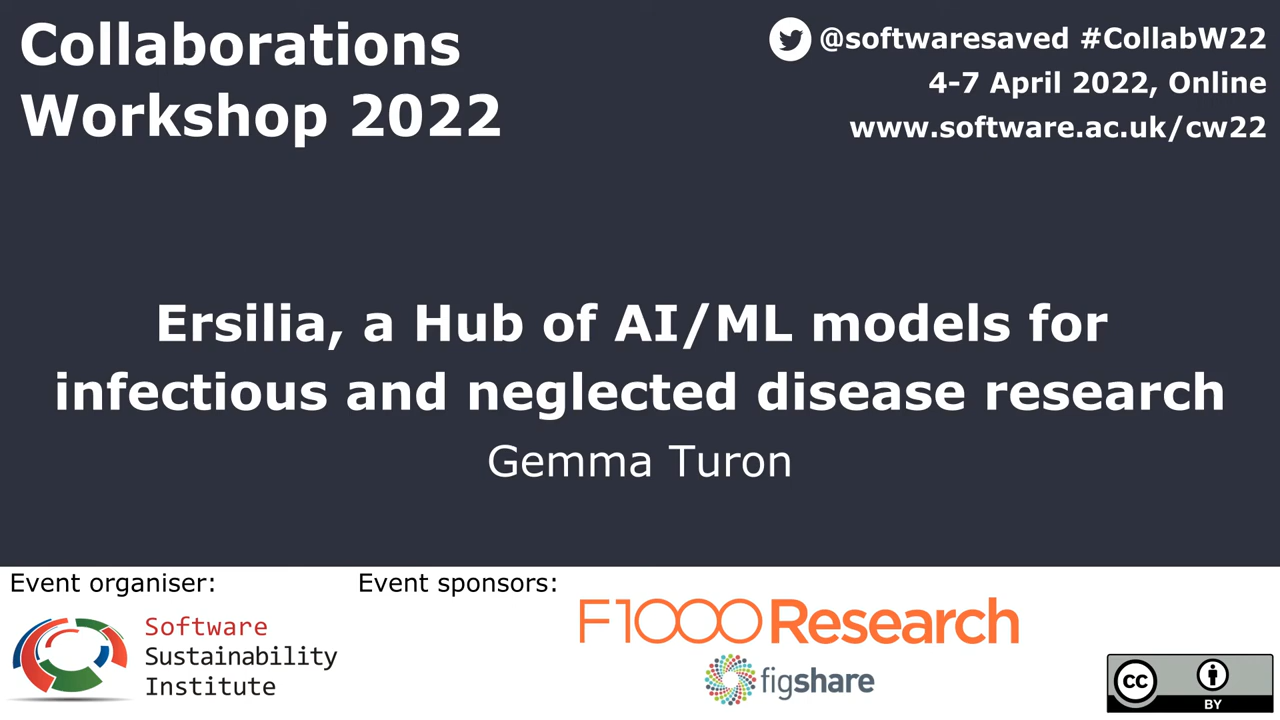 Collaborations
Workshop 2022
@softwaresaved #CollabW22
4-7 April 2022, Online
www.software.ac.uk/cw22
Ersilia, a Hub of AI/ML models for
infectious and neglected disease research
Gemma Turon
Event organiser:
Software
Sustainability
Institute
Event sponsors:
F1000Research
figshare
cc
BY